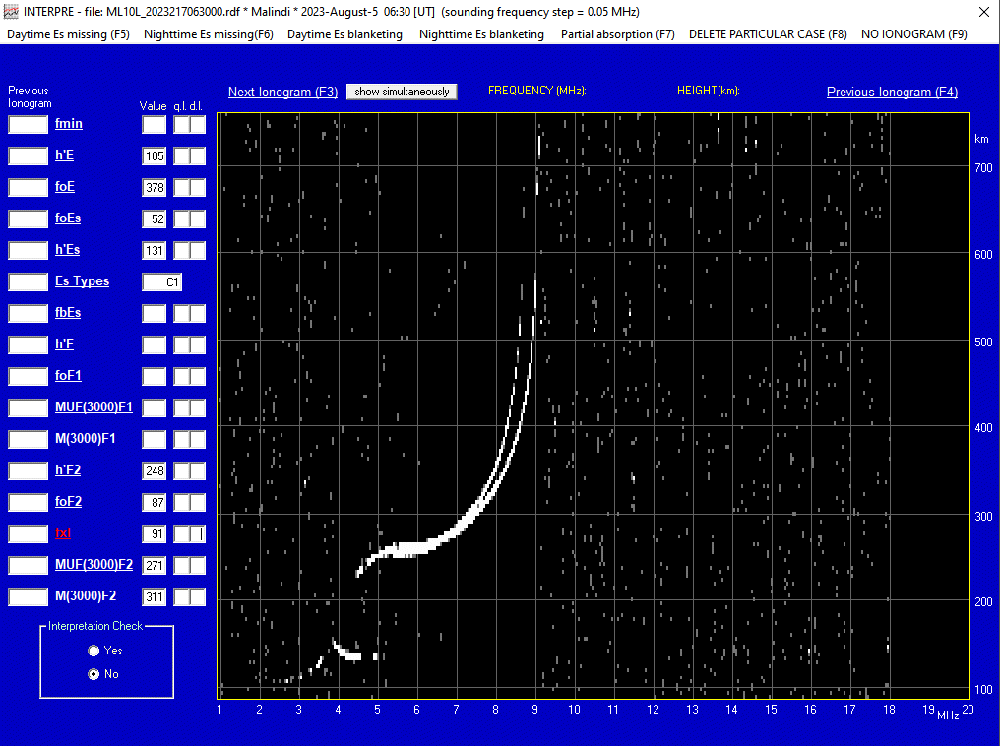 INTERPRE - file: ML10L_2023217063000.rdf * Malindi * 2023-August-5 06:30 [UT] (sounding frequency step = 0.05 MHz)
Daytime Es missing (F5) Nighttime Es missing(F6) Daytime Es blanketing Nighttime Es blanketing Partial absorption (F7) DELETE PARTICULAR CASE (F8) NO IONOGRAM (F9)
Previous
Ionogram
Value q.l. d.l.
Next Ionogram (F3) show simultaneously FREQUENCY (MHz): HEIGHT(km): Previous Ionogram (F4)
fmin
h'E 105
foE 378
foEs 52
h'Es 131
Es Types C1
fbEs
h'F
foF1
MUF(3000)F1
M(3000)F1
h'F2 248
foF2 87
fxI 91
MUF(3000)F2 271
M(3000)F2 311
Interpretation Check
Yes
No
km
700
600
500
400
300
200
100
1 2 3 4 5 6 7 8 9 10 11 12 13 14 15 16 17 18 19 20
MHz